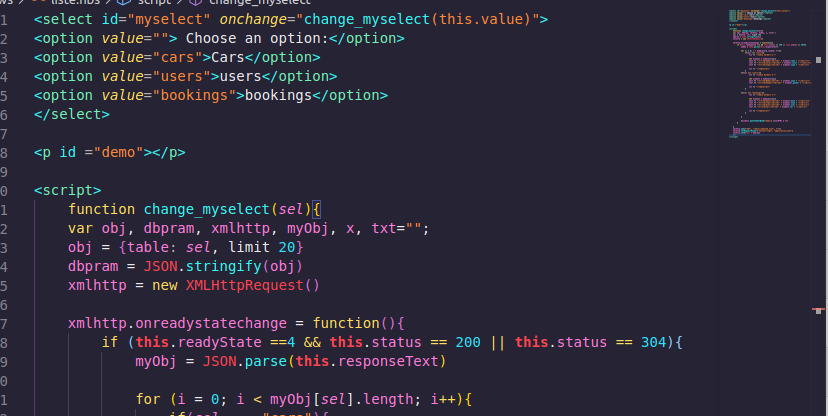 ws > liste.hbs > script > change_myselect
1 <select id="myselect" onchange="change_myselect(this.value)">
2 <option value=""> Choose an option:</option>
3 <option value="cars">Cars</option>
4 <option value="users">users</option>
5 <option value="bookings">bookings</option>
6 </select>
7
8 <p id ="demo"></p>
9
0 <script>
1 function change_myselect(sel){
2 var obj, dbpram, xmlhttp, myObj, x, txt="";
3 obj = {table: sel, limit 20}
4 dbpram = JSON.stringify(obj)
5 xmlhttp = new XMLHttpRequest()
6
7 xmlhttp.onreadystatechange = function(){
8 if (this.readyState ==4 && this.status == 200 || this.status == 304){
9 myObj = JSON.parse(this.responseText)
0
1 for (i = 0; i < myObj[sel].length; i++){